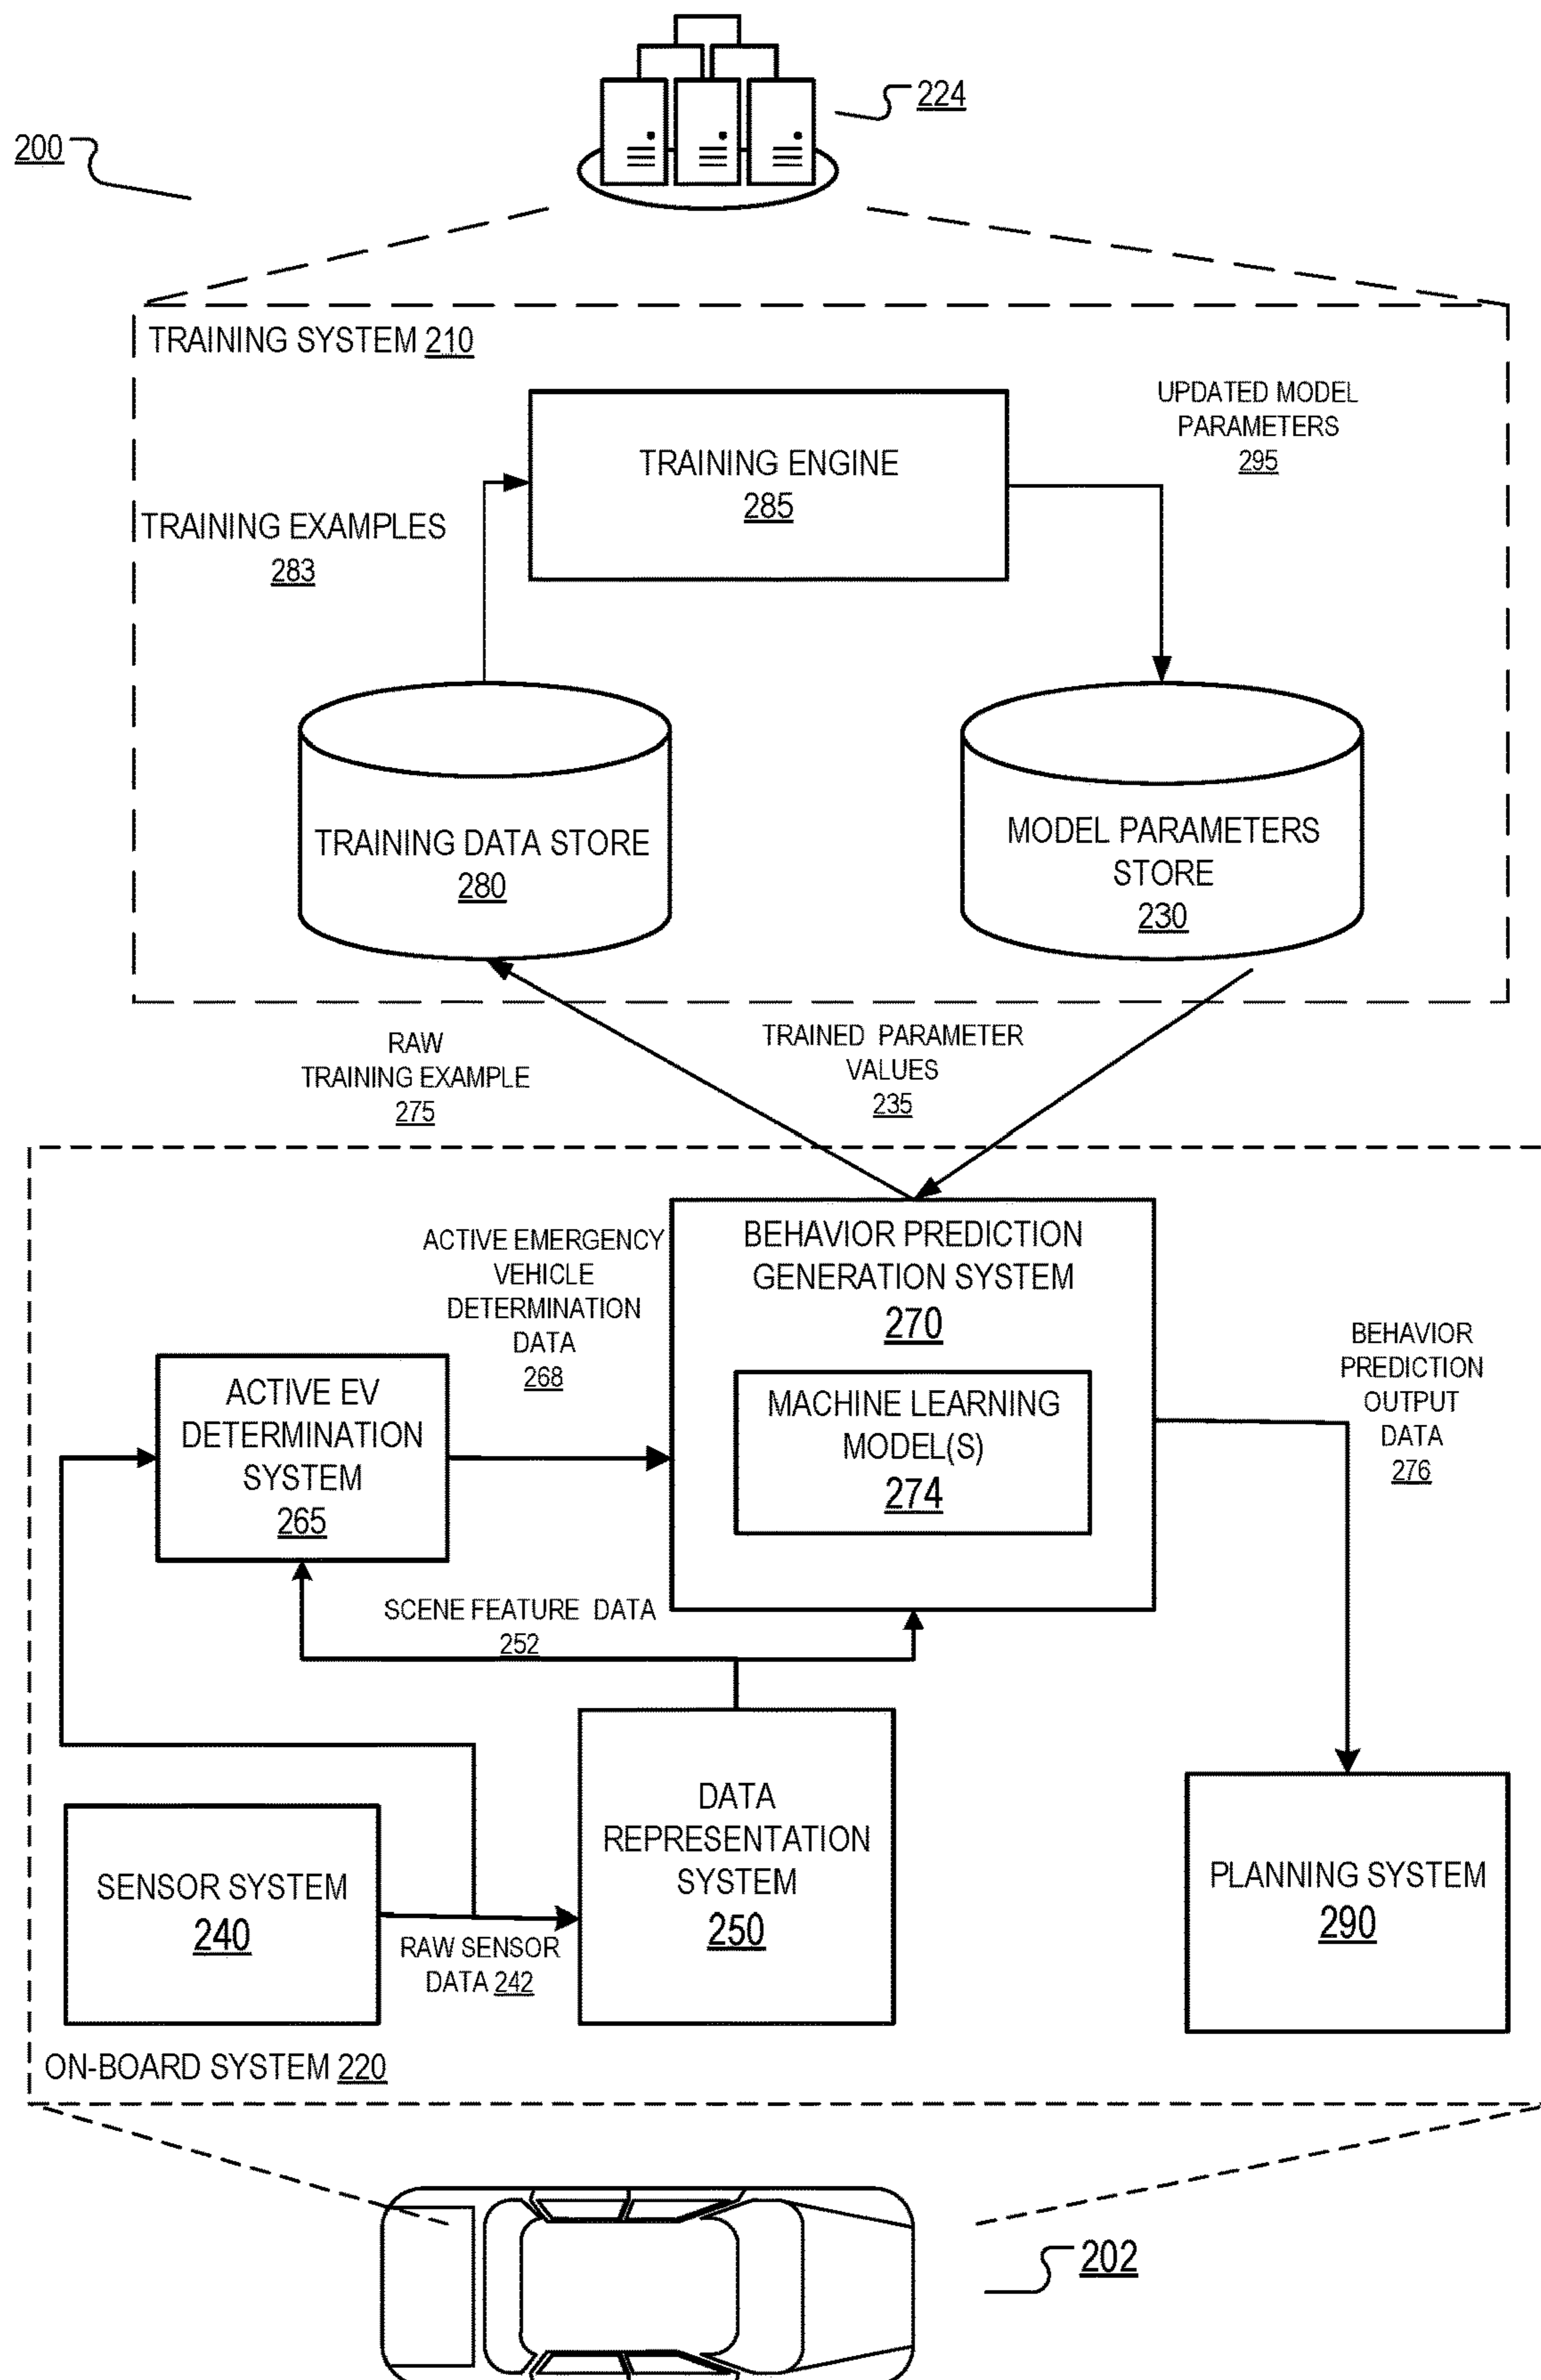 224
200
TRAINING SYSTEM 210
UPDATED MODEL
PARAMETERS
295
TRAINING ENGINE
285
TRAINING EXAMPLES
283
TRAINING DATA STORE
280
MODEL PARAMETERS
STORE
230
RAW
TRAINING EXAMPLE
275
TRAINED PARAMETER
VALUES
235
ACTIVE EMERGENCY
VEHICLE
DETERMINATION
DATA
268
BEHAVIOR PREDICTION
GENERATION SYSTEM
270
MACHINE LEARNING
MODEL(S)
274
BEHAVIOR
PREDICTION
OUTPUT
DATA
276
ACTIVE EV
DETERMINATION
SYSTEM
265
SCENE FEATURE DATA
252
SENSOR SYSTEM
240
RAW SENSOR
DATA 242
DATA
REPRESENTATION
SYSTEM
250
PLANNING SYSTEM
290
ON-BOARD SYSTEM 220
202